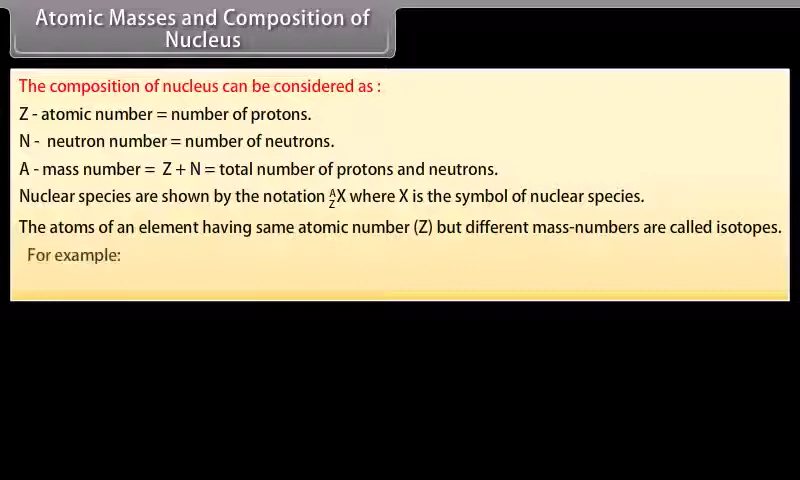 Atomic Masses and Composition of
Nucleus
The composition of nucleus can be considered as :
Z - atomic number = number of protons.
N - neutron number = number of neutrons.
A - mass number = Z + N = total number of protons and neutrons.
Nuclear species are shown by the notation ᴬ_ZX where X is the symbol of nuclear species.
The atoms of an element having same atomic number (Z) but different mass-numbers are called isotopes.
For example: